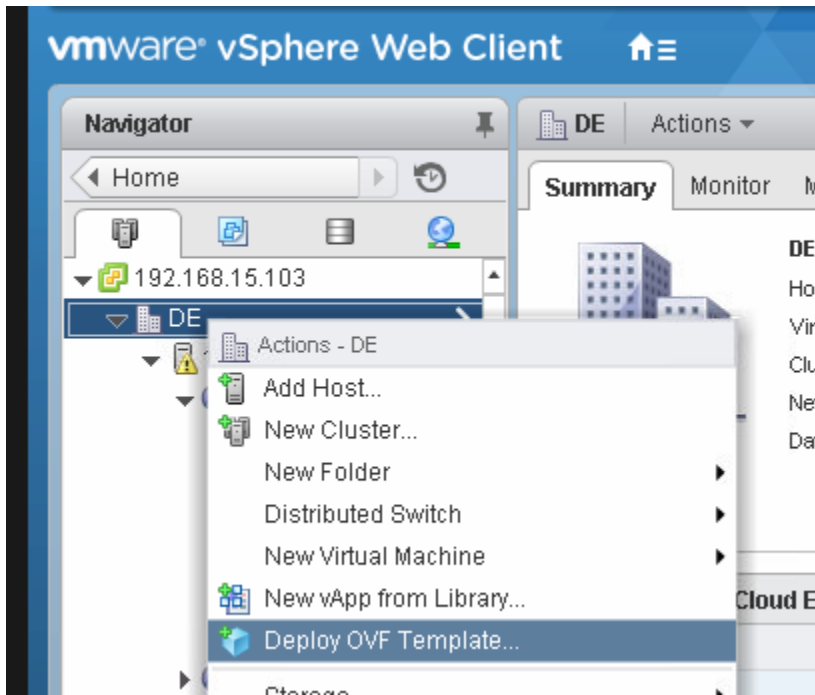 vmware® vSphere Web Client
Navigator
Home
192.168.15.103
DE
DE
Actions
Summary
Monitor
DE
Actions - DE
Add Host...
New Cluster...
New Folder
Distributed Switch
New Virtual Machine
New vApp from Library...
Deploy OVF Template...
Storage
Cloud E